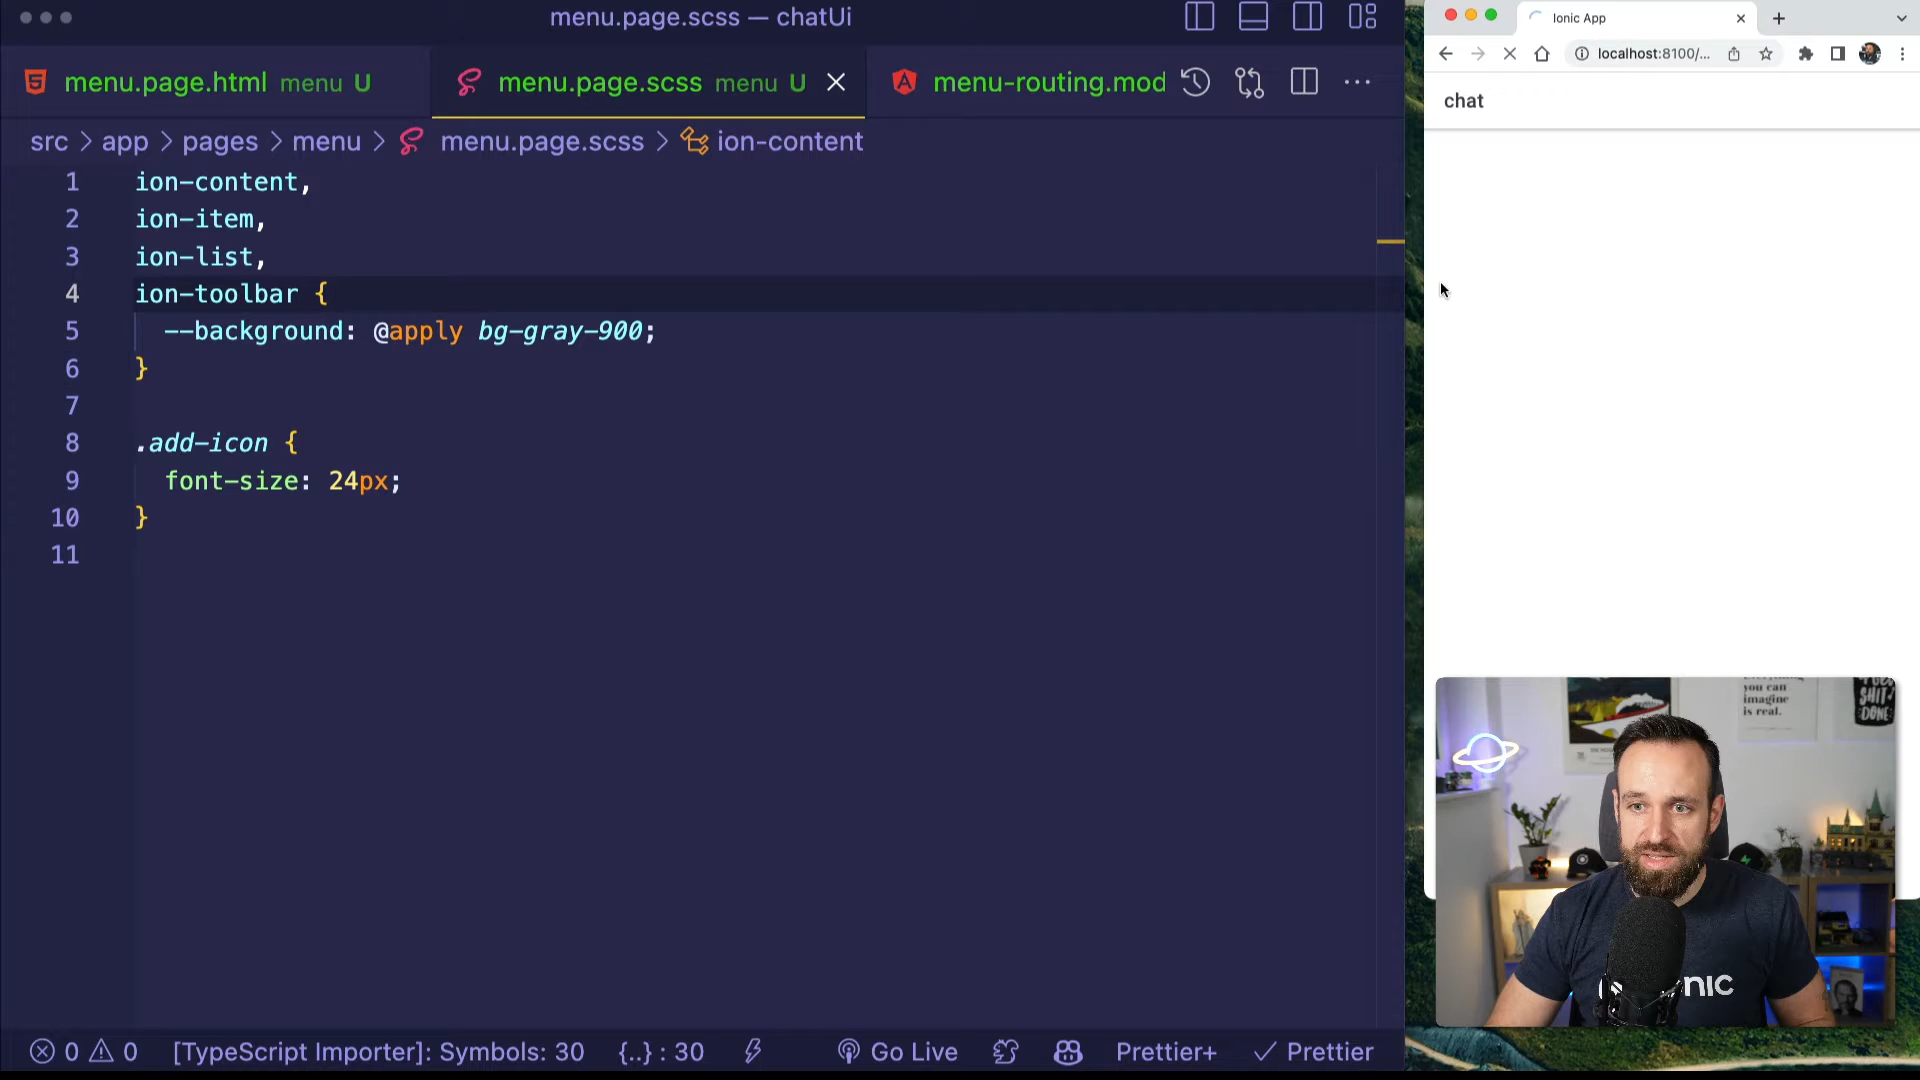 menu.page.scss — chatUi
menu.page.html menu U
menu.page.scss menu U
menu-routing.mod
src > app > pages > menu > menu.page.scss > ion-content
1 ion-content,
2 ion-item,
3 ion-list,
4 ion-toolbar {
5 --background: @apply bg-gray-900;
6 }
7
8 .add-icon {
9 font-size: 24px;
10 }
11
0 0 [TypeScript Importer]: Symbols: 30 {..} : 30 Go Live Prettier+ Prettier
Ionic App
localhost:8100/...
chat
you can
imagine
is real.
SHIT
DONE
NIC